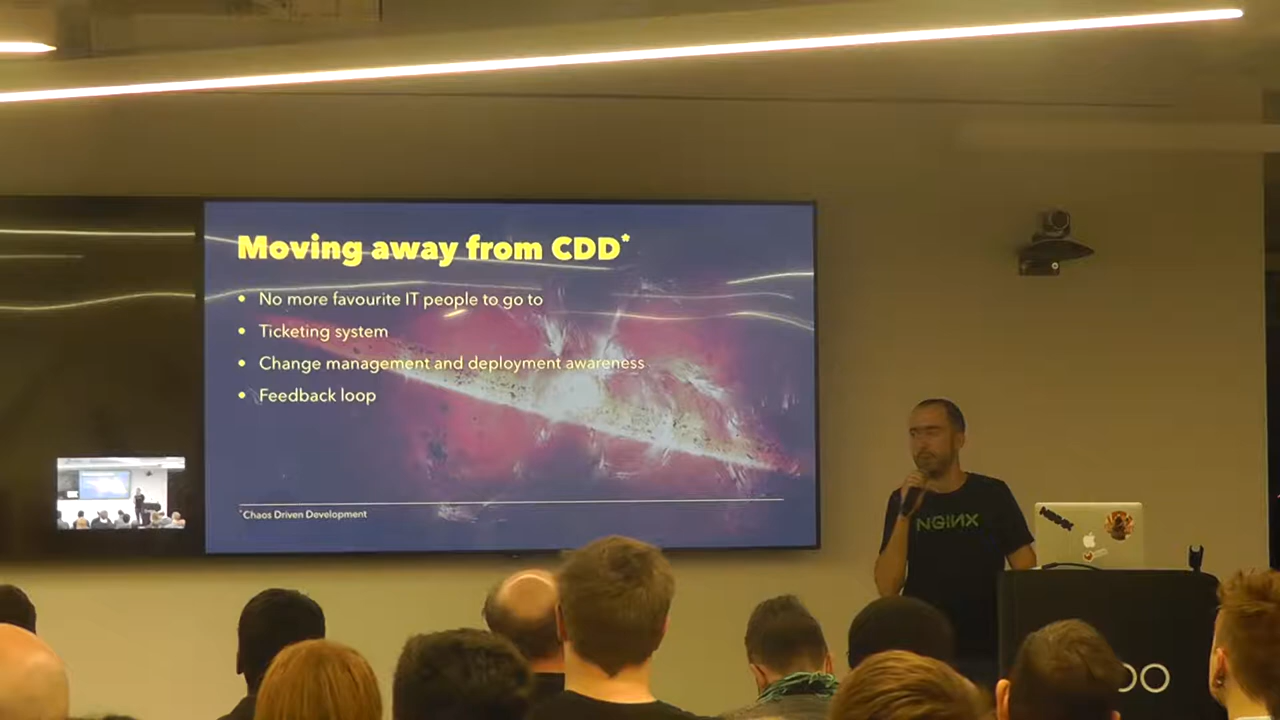 Moving away from CDD*
• No more favourite IT people to go to
• Ticketing system
• Change management and deployment awareness
• Feedback loop
* Chaos Driven Development
NGINX
NGINX